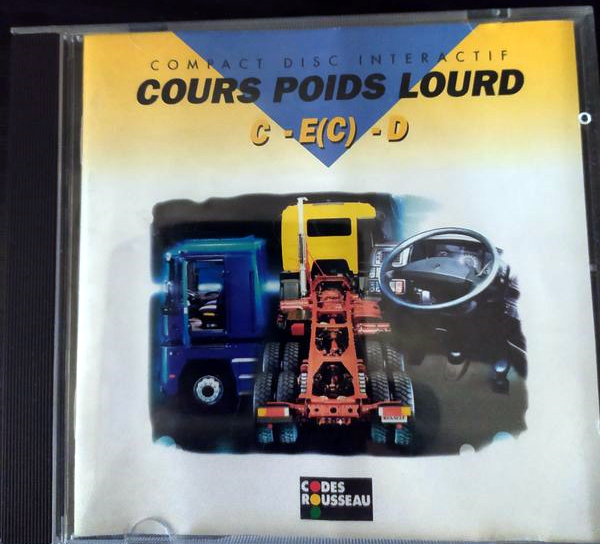 COMPACT DISC INTERACTIF
COURS POIDS LOURD
C - E(C) - D
CODES
ROUSSEAU